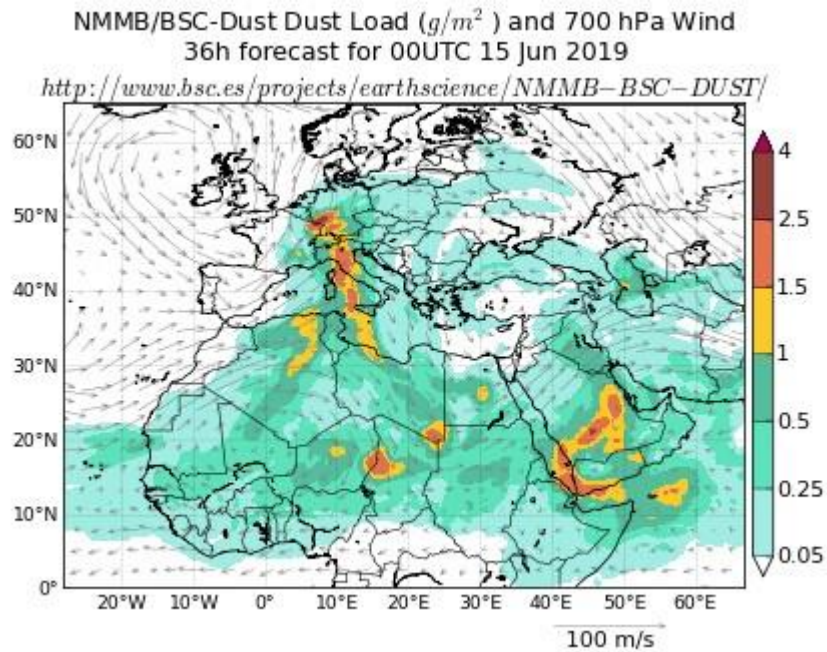 NMMB/BSC-Dust Dust Load (g/m² ) and 700 hPa Wind
36h forecast for 00UTC 15 Jun 2019
http://www.bsc.es/projects/earthscience/NMMB−BSC−DUST/
60°N
50°N
40°N
30°N
20°N
10°N
0°
20°W 10°W 0° 10°E 20°E 30°E 40°E 50°E 60°E
4
2.5
1.5
1
0.5
0.25
0.05
100 m/s